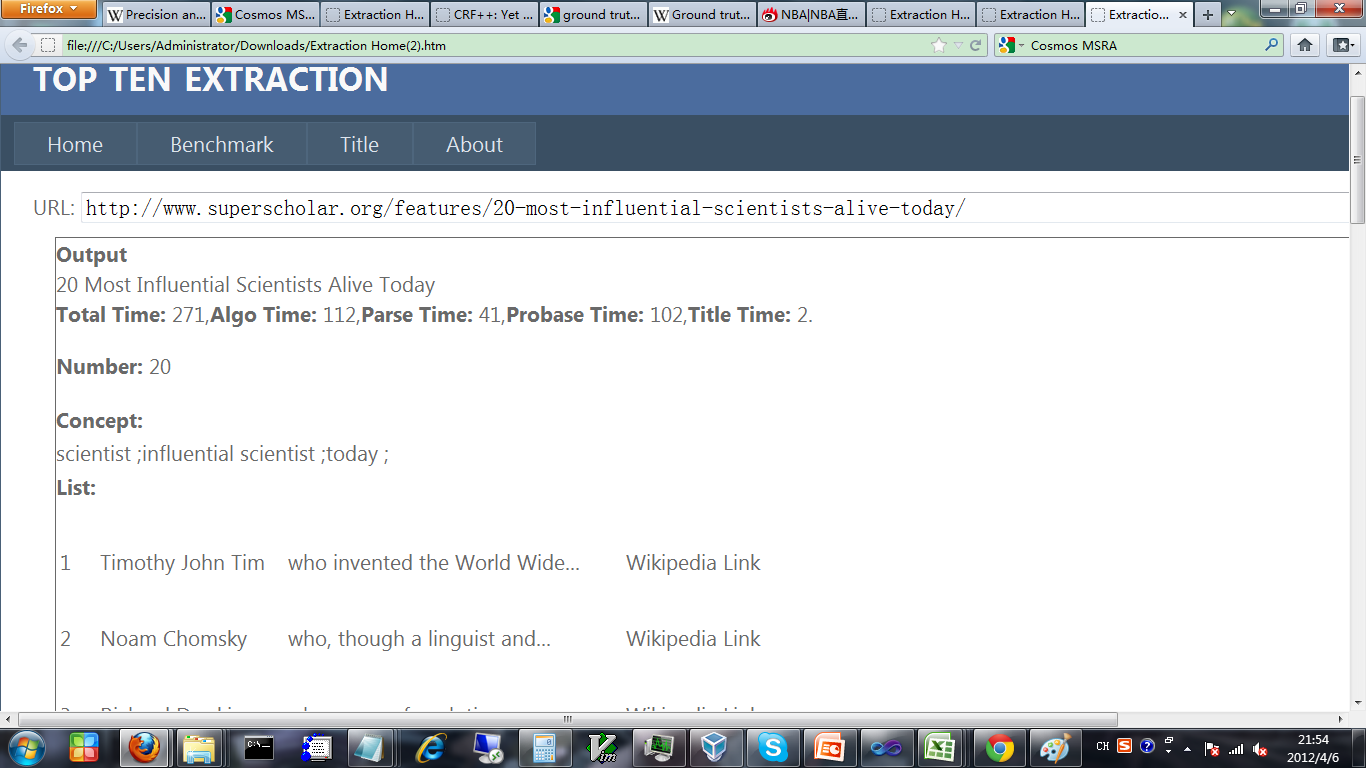 Firefox
Precision an... Cosmos MS... Extraction H... CRF++: Yet ... ground trut... Ground trut... NBA|NBA直... Extraction H... Extraction H... Extractio...
file:///C:/Users/Administrator/Downloads/Extraction Home(2).htm Cosmos MSRA
TOP TEN EXTRACTION
Home Benchmark Title About
URL: http://www.superscholar.org/features/20-most-influential-scientists-alive-today/
Output
20 Most Influential Scientists Alive Today
Total Time: 271,Algo Time: 112,Parse Time: 41,Probase Time: 102,Title Time: 2.
Number: 20
Concept:
scientist ;influential scientist ;today ;
List:
1 Timothy John Tim who invented the World Wide... Wikipedia Link
2 Noam Chomsky who, though a linguist and... Wikipedia Link
CH 21:54
2012/4/6